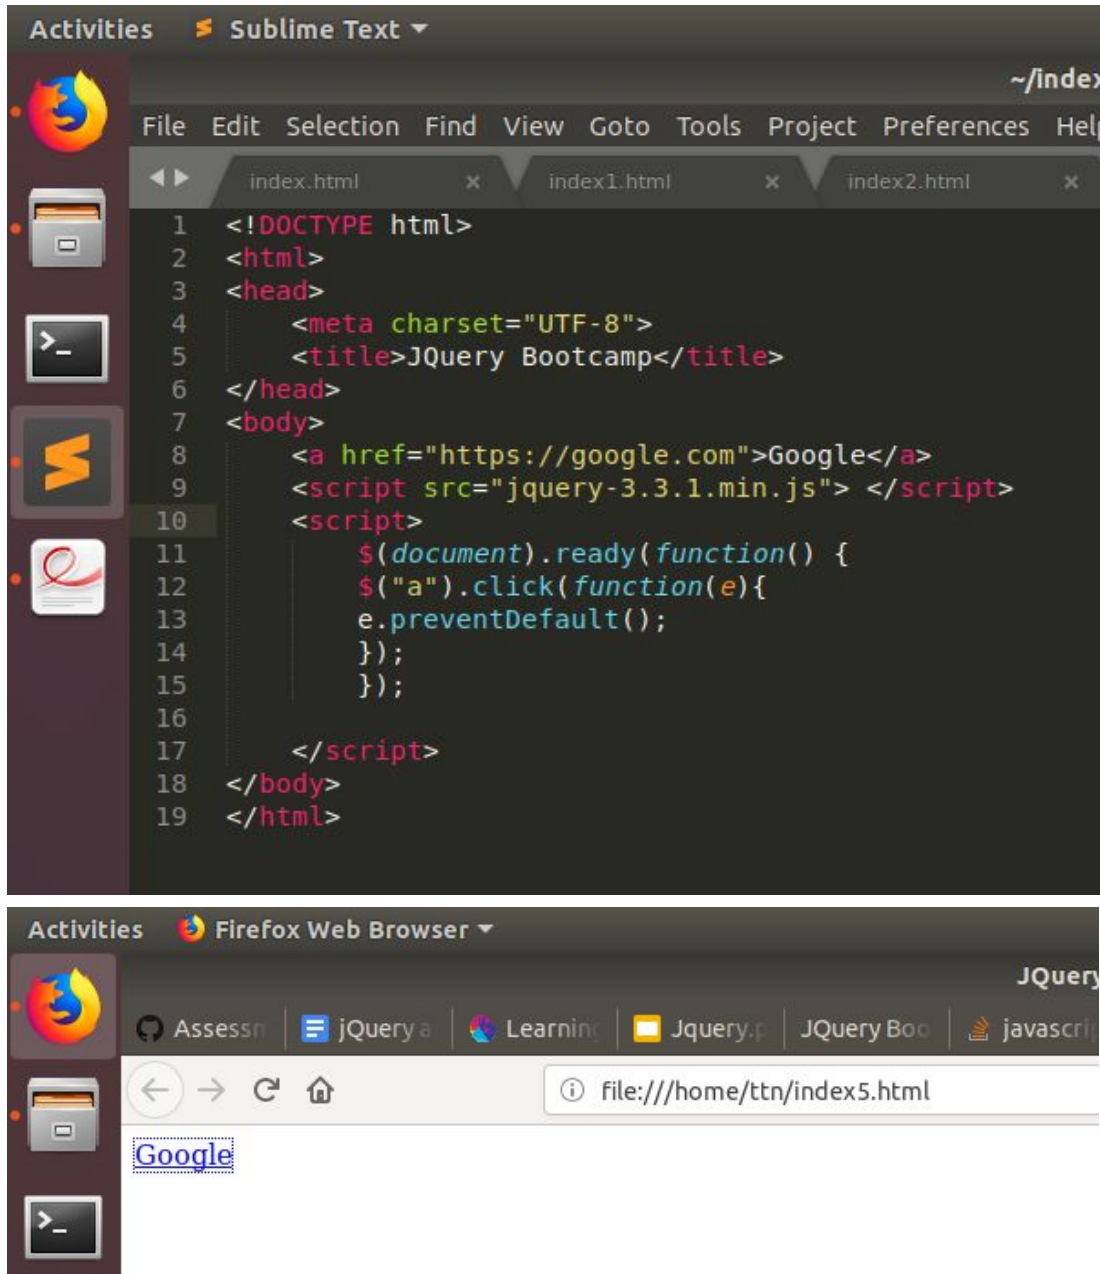 Activities Sublime Text
~/index
File Edit Selection Find View Goto Tools Project Preferences Help
index.html index1.html index2.html
1 <!DOCTYPE html>
2 <html>
3 <head>
4 <meta charset="UTF-8">
5 <title>JQuery Bootcamp</title>
6 </head>
7 <body>
8 <a href="https://google.com">Google</a>
9 <script src="jquery-3.3.1.min.js"> </script>
10 <script>
11 $(document).ready(function() {
12 $("a").click(function(e){
13 e.preventDefault();
14 });
15 });
16
17 </script>
18 </body>
19 </html>
Activities Firefox Web Browser
JQuery
Assessm jQuery a Learning Jquery.p JQuery Boo javascrip
file:///home/ttn/index5.html
Google